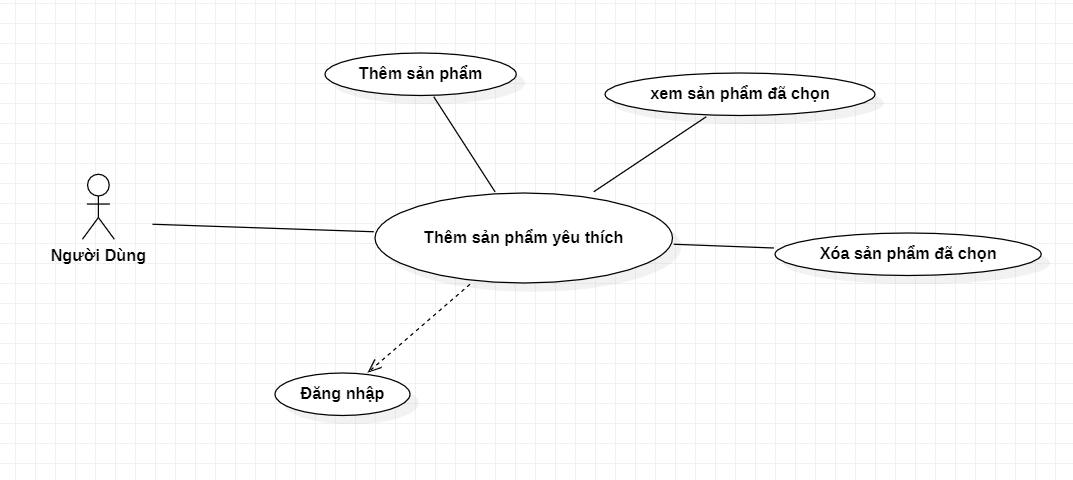 Thêm sản phẩm
xem sản phẩm đã chọn
Thêm sản phẩm yêu thích
Xóa sản phẩm đã chọn
Người Dùng
Đăng nhập